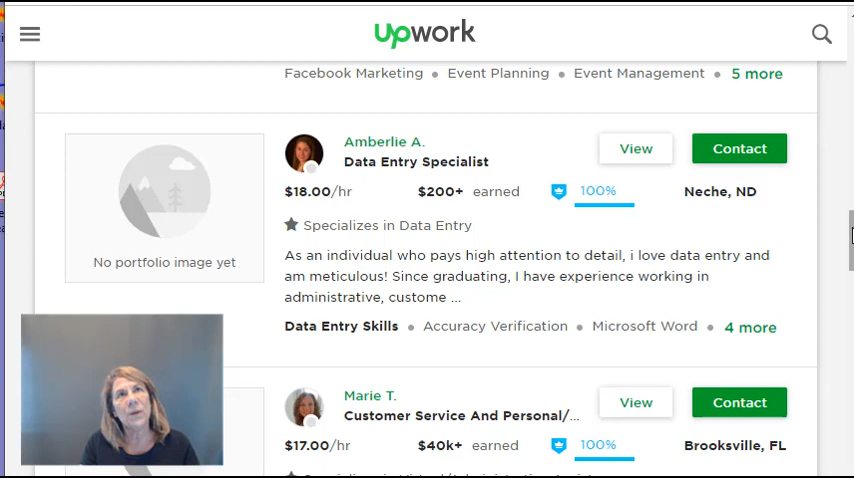 upwork
Facebook Marketing ● Event Planning ● Event Management ● 5 more
Amberlie A.
View
Contact
Data Entry Specialist
$18.00/hr $200+ earned 100% Neche, ND
Specializes in Data Entry
No portfolio image yet
As an individual who pays high attention to detail, i love data entry and
am meticulous! Since graduating, I have experience working in
administrative, custome ...
Data Entry Skills ● Accuracy Verification ● Microsoft Word ● 4 more
Marie T.
View
Contact
Customer Service And Personal/...
$17.00/hr $40k+ earned 100% Brooksville, FL